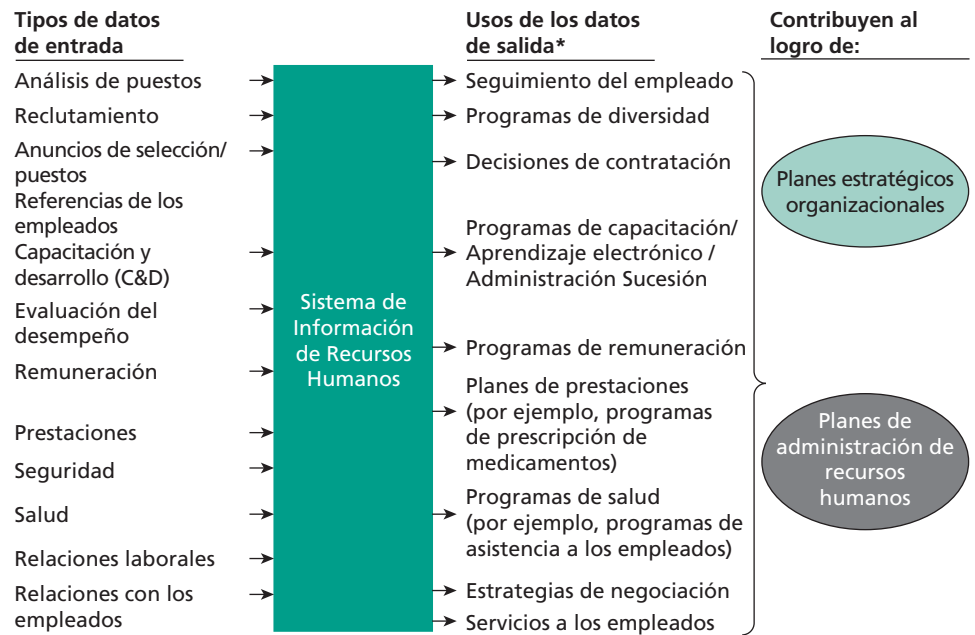 Tipos de datos
de entrada
Análisis de puestos
Reclutamiento
Anuncios de selección/
puestos
Referencias de los
empleados
Capacitación y
desarrollo (C&D)
Evaluación del
desempeño
Remuneración
Prestaciones
Seguridad
Salud
Relaciones laborales
Relaciones con los
empleados
Sistema de
Información
de Recursos
Humanos
Usos de los datos
de salida*
Seguimiento del empleado
Programas de diversidad
Decisiones de contratación
Programas de capacitación/
Aprendizaje electrónico /
Administración Sucesión
Programas de remuneración
Planes de prestaciones
(por ejemplo, programas
de prescripción de
medicamentos)
Programas de salud
(por ejemplo, programas de
asistencia a los empleados)
Estrategias de negociación
Servicios a los empleados
Contribuyen al
logro de:
Planes estratégicos
organizacionales
Planes de
administración de
recursos
humanos